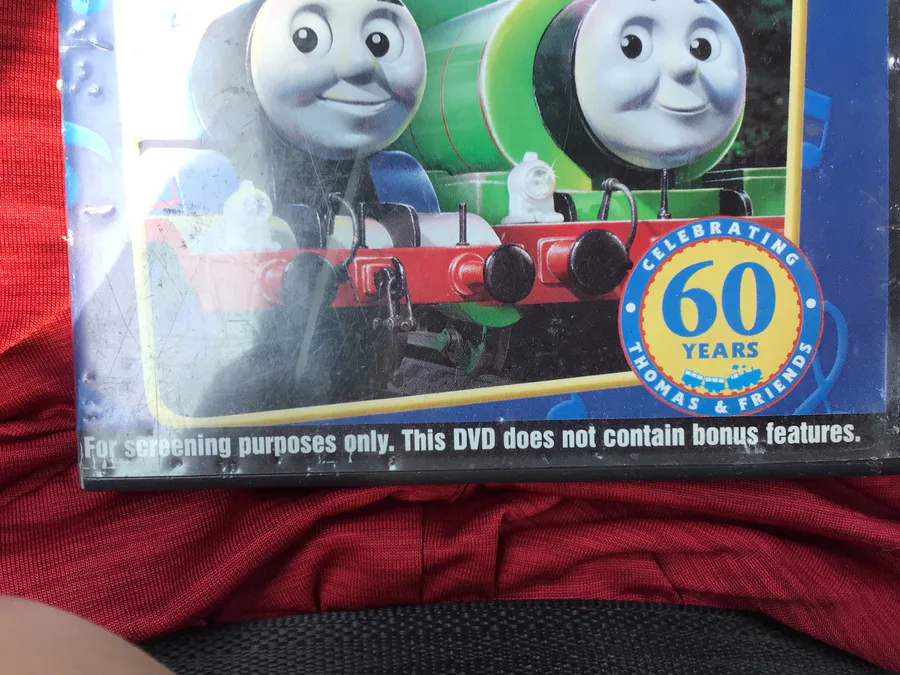 CELEBRATING
60
YEARS
THOMAS & FRIENDS
For screening purposes only. This DVD does not contain bonus features.